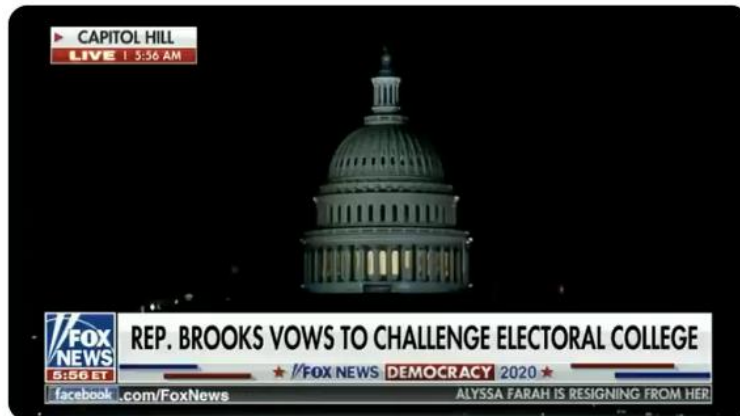 CAPITOL HILL
LIVE | 5:56 AM
REP. BROOKS VOWS TO CHALLENGE ELECTORAL COLLEGE
FOX
NEWS
5:56 ET
FOX NEWS DEMOCRACY 2020
facebook.com/FoxNews
ALYSSA FARAH IS RESIGNING FROM HER